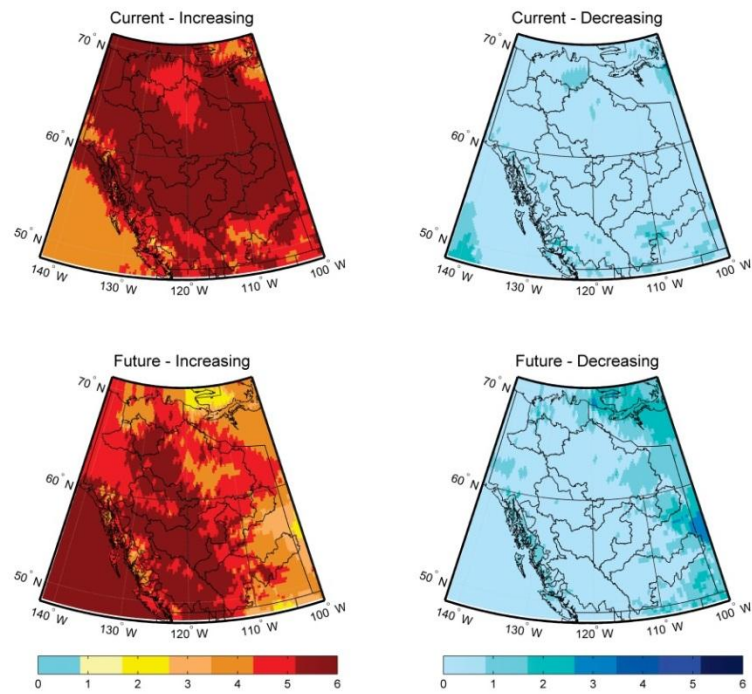 Current - Increasing
Current - Decreasing
70° N
70° N
60° N
60° N
50° N
50° N
140° W
130° W
120° W
110° W
100° W
140° W
130° W
120° W
110° W
100° W
Future - Increasing
Future - Decreasing
70° N
70° N
60° N
60° N
50° N
50° N
140° W
130° W
120° W
110° W
100° W
140° W
130° W
120° W
110° W
100° W
0 1 2 3 4 5 6
0 1 2 3 4 5 6